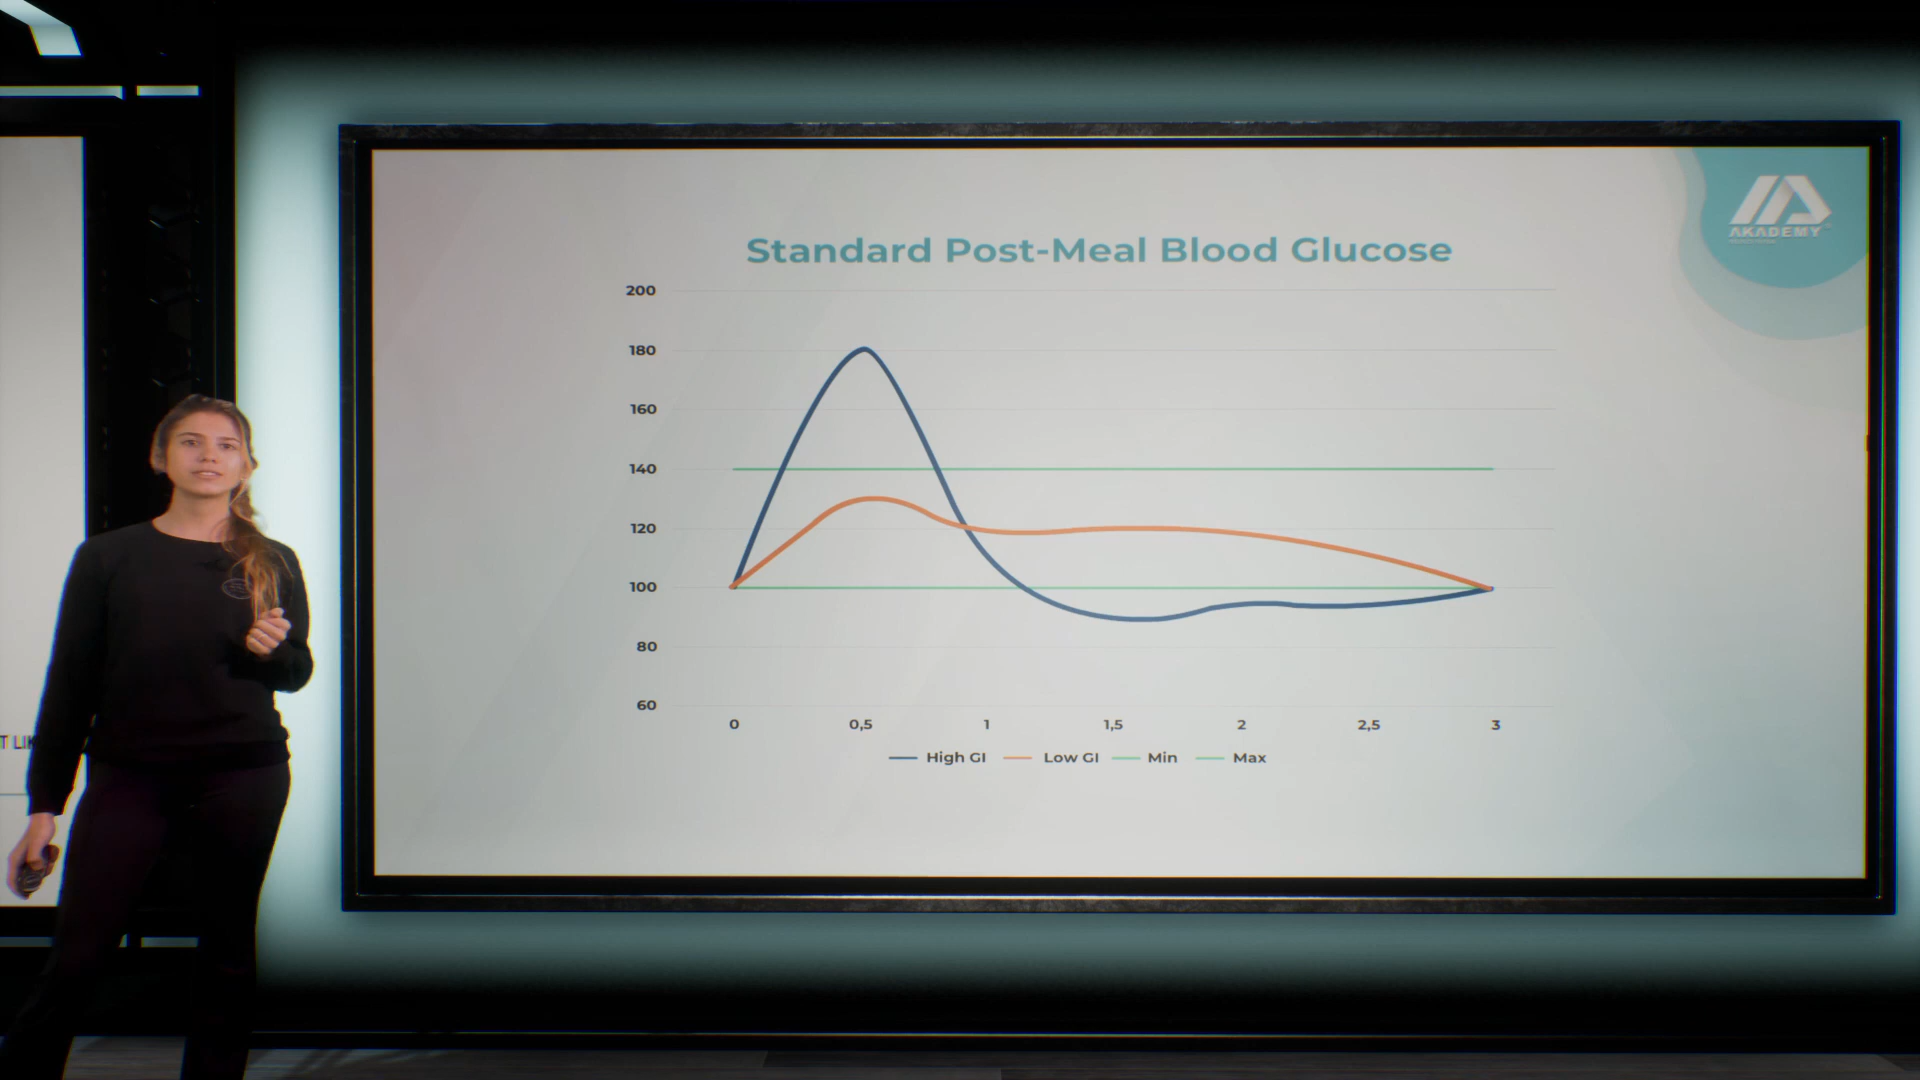 AKADEMY
Standard Post-Meal Blood Glucose
200
180
160
140
120
100
80
60
0 0,5 1 1,5 2 2,5 3
High GI Low GI Min Max
T LIK